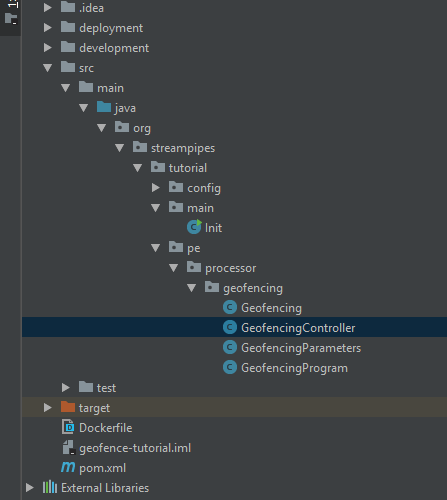 .idea
deployment
development
src
main
java
org
streampipes
tutorial
config
main
Init
pe
processor
geofencing
Geofencing
GeofencingController
GeofencingParameters
GeofencingProgram
test
target
Dockerfile
geofence-tutorial.iml
pom.xml
External Libraries